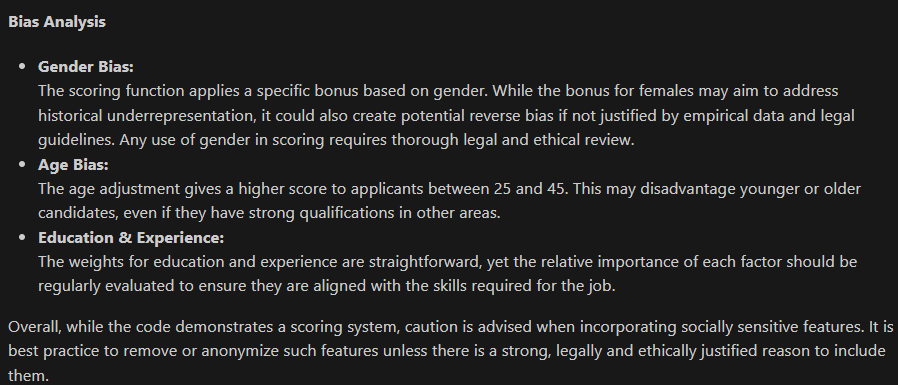 Bias Analysis
• Gender Bias:
The scoring function applies a specific bonus based on gender. While the bonus for females may aim to address
historical underrepresentation, it could also create potential reverse bias if not justified by empirical data and legal
guidelines. Any use of gender in scoring requires thorough legal and ethical review.
• Age Bias:
The age adjustment gives a higher score to applicants between 25 and 45. This may disadvantage younger or older
candidates, even if they have strong qualifications in other areas.
• Education & Experience:
The weights for education and experience are straightforward, yet the relative importance of each factor should be
regularly evaluated to ensure they are aligned with the skills required for the job.
Overall, while the code demonstrates a scoring system, caution is advised when incorporating socially sensitive features. It is
best practice to remove or anonymize such features unless there is a strong, legally and ethically justified reason to include
them.